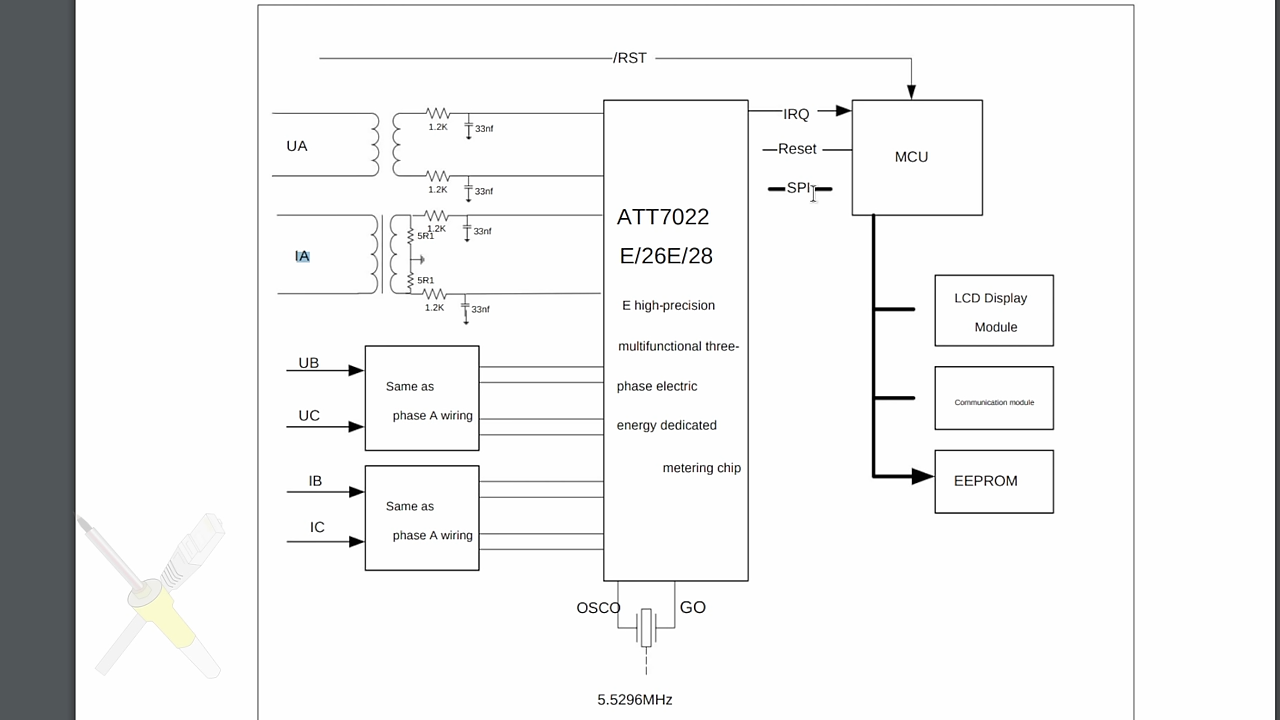 /RST
UA
1.2K
33nf
1.2K
33nf
IA
1.2K
5R1
33nf
5R1
1.2K
33nf
UB
UC
Same as
phase A wiring
IB
IC
Same as
phase A wiring
ATT7022
E/26E/28
E high-precision
multifunctional three-
phase electric
energy dedicated
metering chip
OSCO
GO
5.5296MHz
IRQ
Reset
SPI
MCU
LCD Display
Module
Communication module
EEPROM